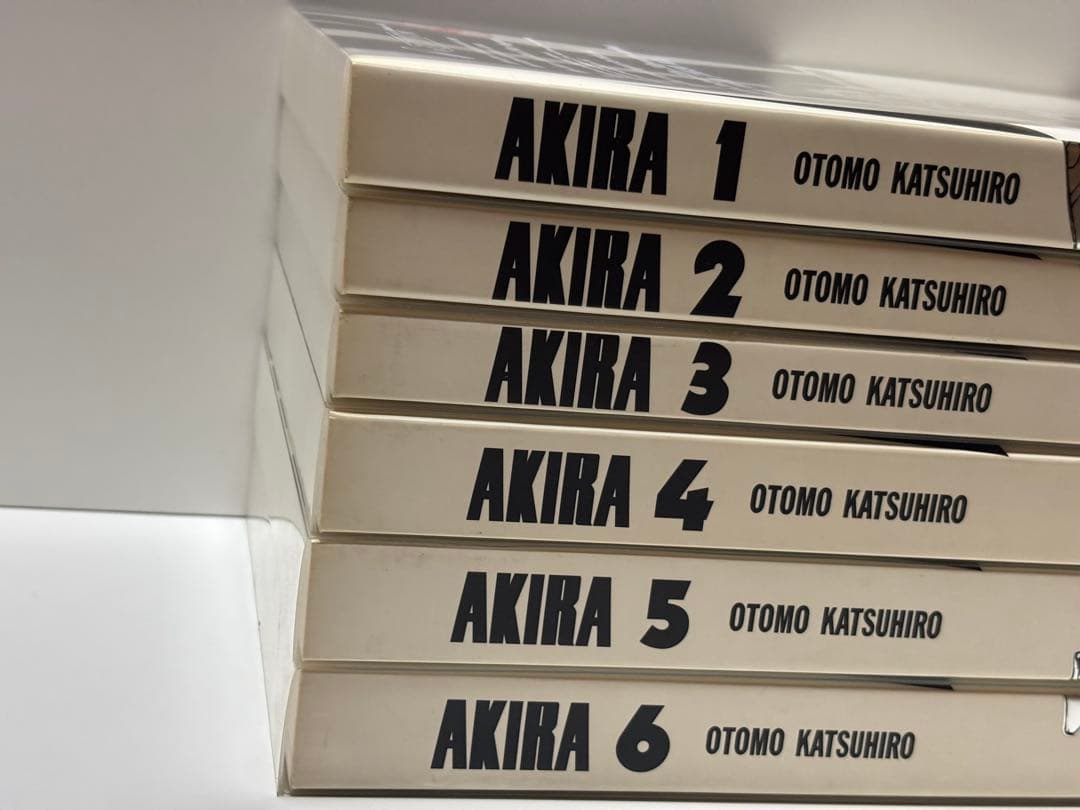 AKIRA 1 OTOMO KATSUHIRO
AKIRA 2 OTOMO KATSUHIRO
AKIRA 3 OTOMO KATSUHIRO
AKIRA 4 OTOMO KATSUHIRO
AKIRA 5 OTOMO KATSUHIRO
AKIRA 6 OTOMO KATSUHIRO